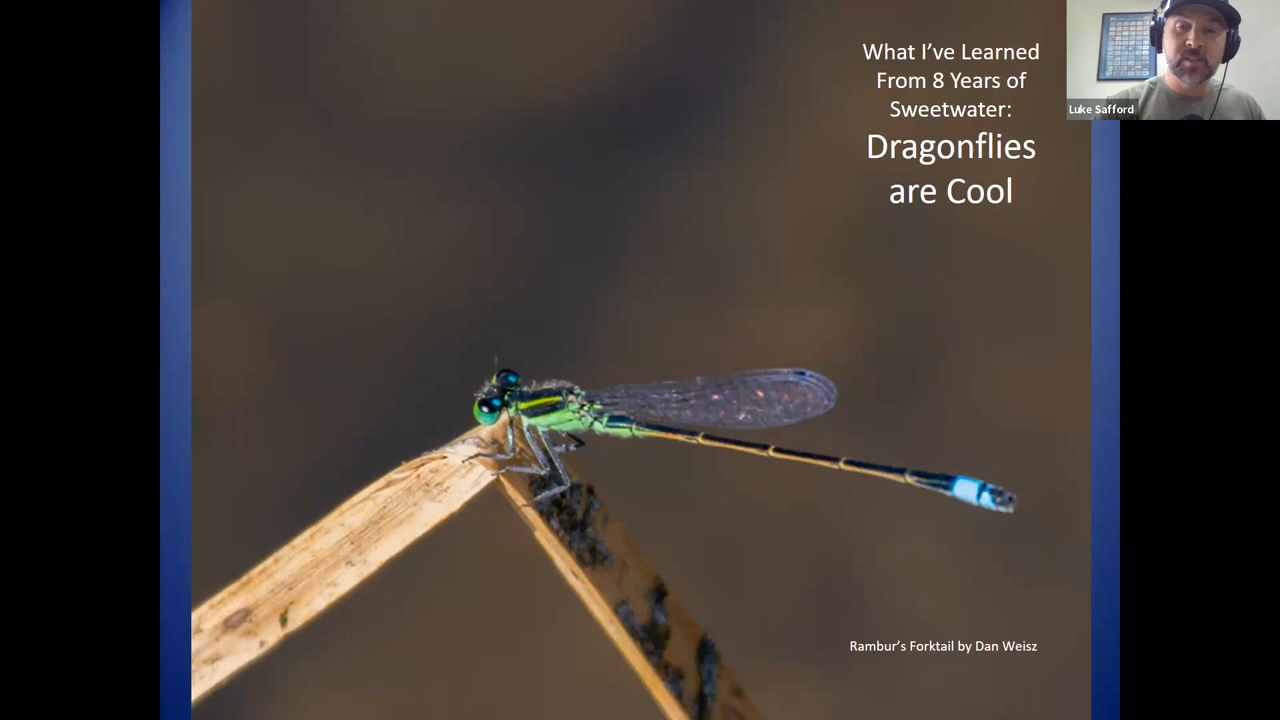 What I've Learned
From 8 Years of
Sweetwater:
Dragonflies
are Cool
Luke Safford
Rambur's Forktail by Dan Weisz